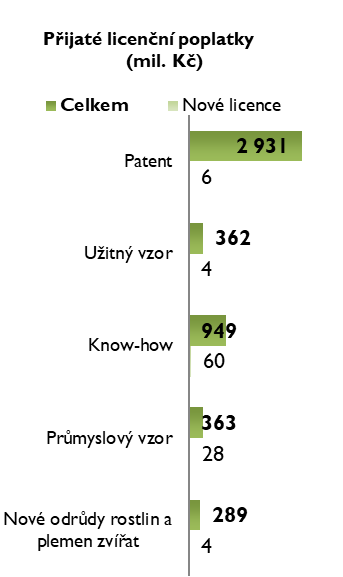 Přijaté licenční poplatky
(mil. Kč)
Celkem Nové licence
Patent 2 931
6
Užitný vzor 362
4
Know-how 949
60
Průmyslový vzor 363
28
Nové odrůdy rostlin a 289
plemen zvířat 4